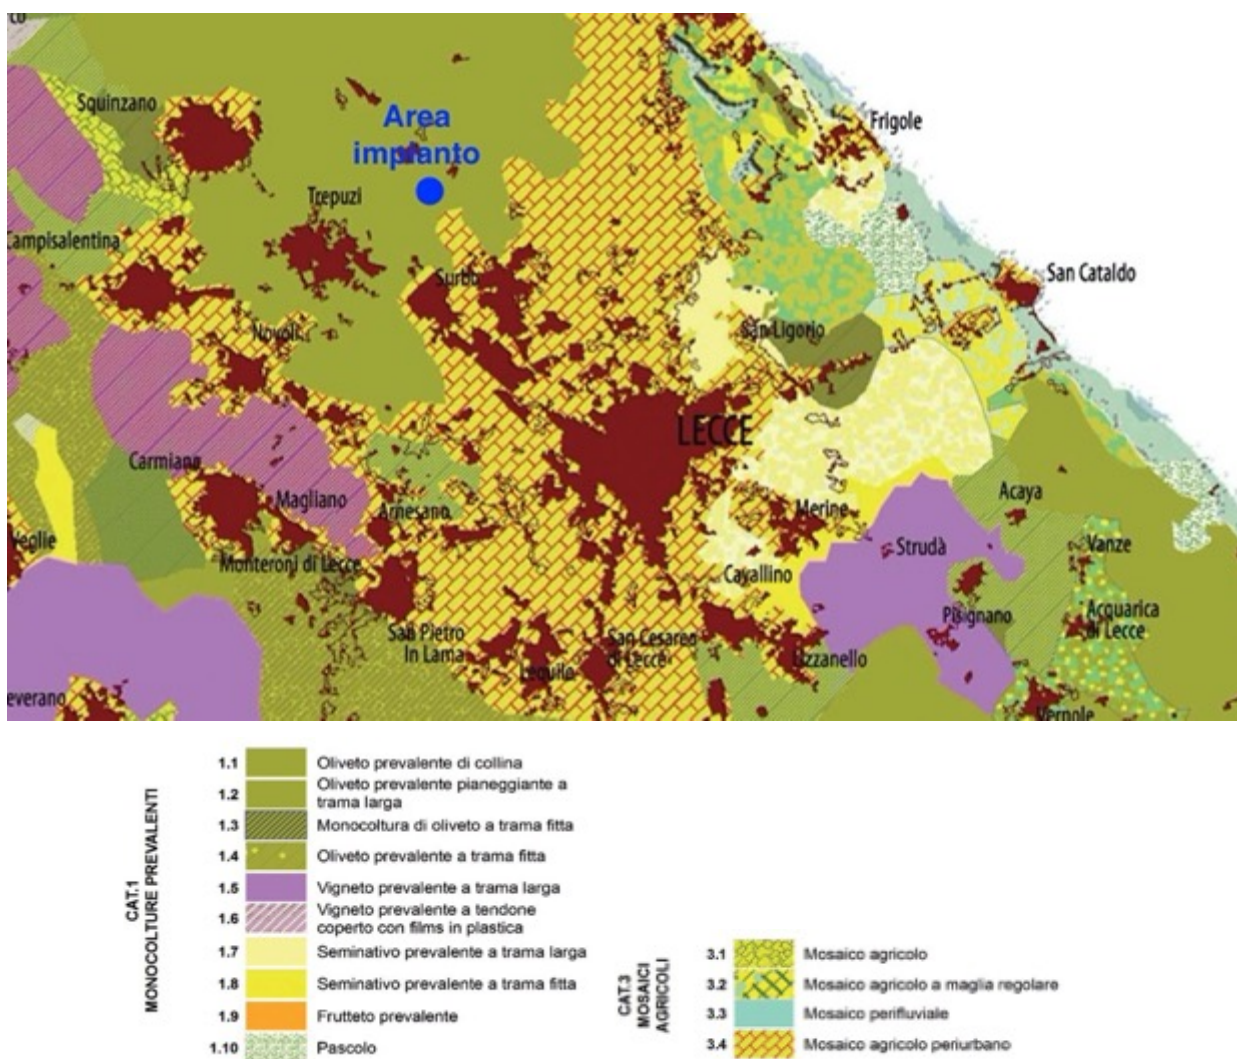 co
Squinzano
Area
impianto
Frigole
Trepuzi
Campisalentina
San Cataldo
Surbo
San Ligorio
Novoli
LECCE
Carmiano
Magliano
Acaya
Arnesano
Merine
Veglie
Strudà
Vanze
Monteroni di Lecce
Cavallino
Pisignano
Acquarica
di Lecce
San Pietro
In Lama
San Cesareo
di Lecce
Lizzanello
Lequile
everano
Vernole
CAT.1
MONOCOLTURE PREVALENTI
1.1 Oliveto prevalente di collina
1.2 Oliveto prevalente pianeggiante a
trama larga
1.3 Monocoltura di oliveto a trama fitta
1.4 Oliveto prevalente a trama fitta
1.5 Vigneto prevalente a trama larga
1.6 Vigneto prevalente a tendone
coperto con films in plastica
1.7 Seminativo prevalente a trama larga
1.8 Seminativo prevalente a trama fitta
1.9 Frutteto prevalente
1.10 Pascolo
CAT.3
MOSAICI
AGRICOLI
3.1 Mosaico agricolo
3.2 Mosaico agricolo a maglia regolare
3.3 Mosaico perifluviale
3.4 Mosaico agricolo periurbano